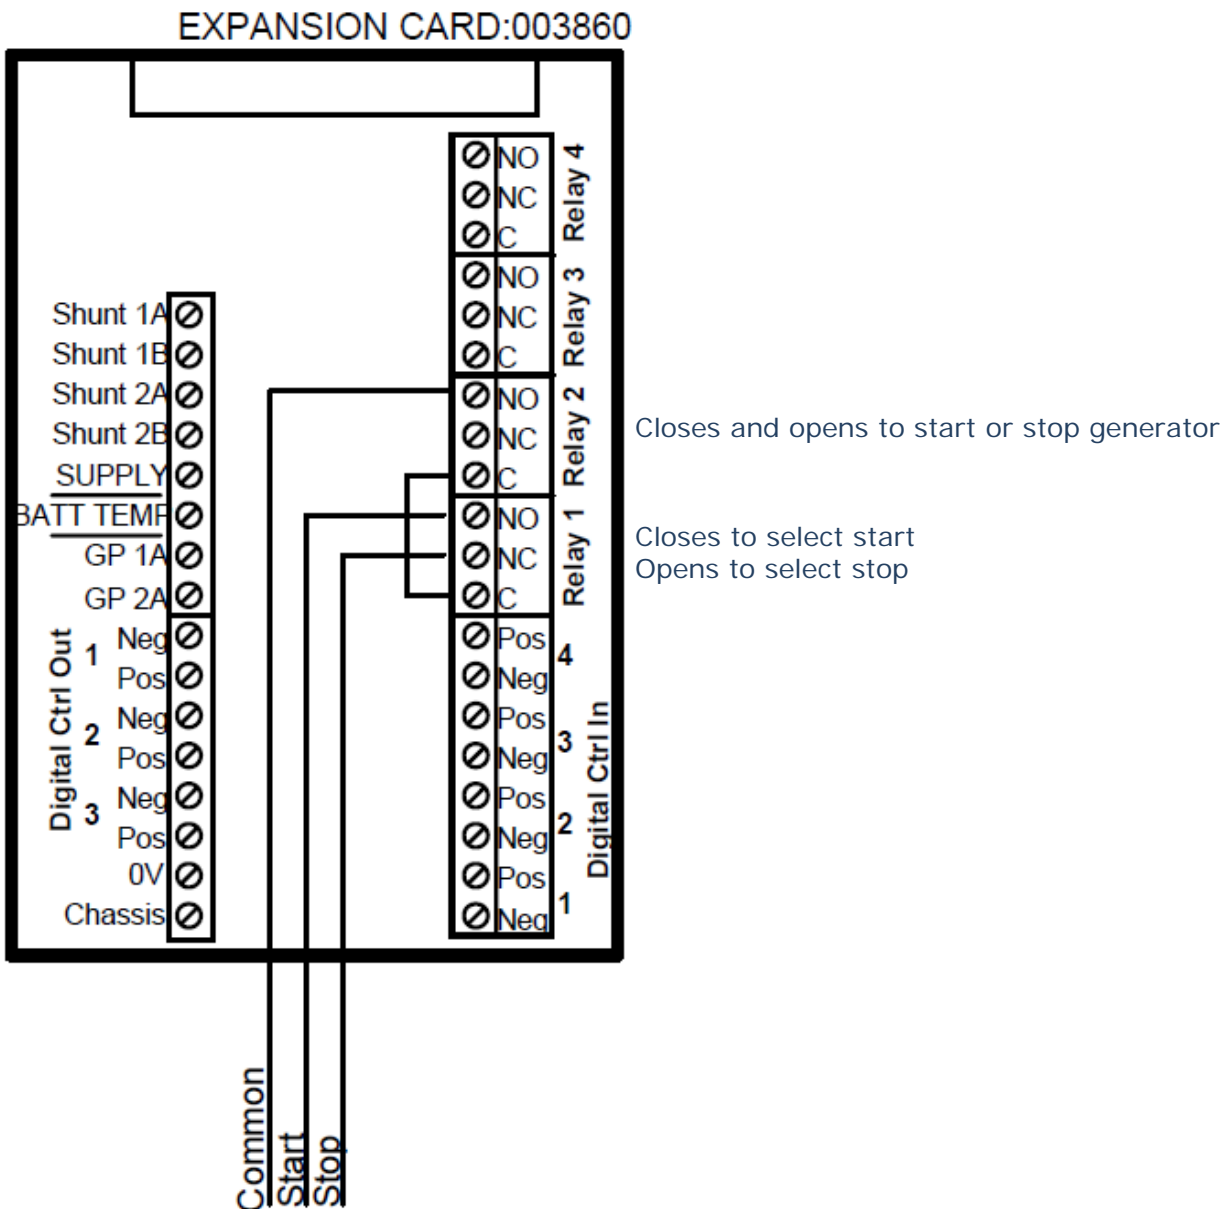 EXPANSION CARD:003860
NO
NC
C
Relay 4
NO
NC
C
Relay 3
NO
NC
C
Relay 2
NO
NC
C
Relay 1
Closes and opens to start or stop generator
Closes to select start
Opens to select stop
Shunt 1A
Shunt 1B
Shunt 2A
Shunt 2B
SUPPLY
BATT TEMP
GP 1A
GP 2A
Digital Ctrl Out
1
Neg
Pos
2
Neg
Pos
3
Neg
Pos
0V
Chassis
Pos
Neg
4
Pos
Neg
3
Pos
Neg
2
Pos
Neg
1
Digital Ctrl In
Common
Start
Stop